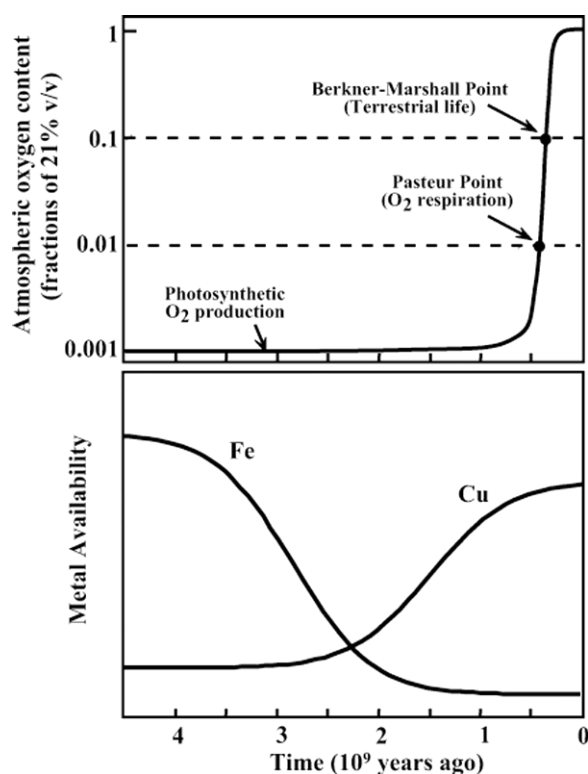 Atmospheric oxygen content
(fractions of 21% v/v)
1
0.1
0.01
0.001
Berkner-Marshall Point
(Terrestrial life)
Pasteur Point
(O₂ respiration)
Photosynthetic
O₂ production
Metal Availability
Fe
Cu
4
3
2
1
0
Time (10⁹ years ago)